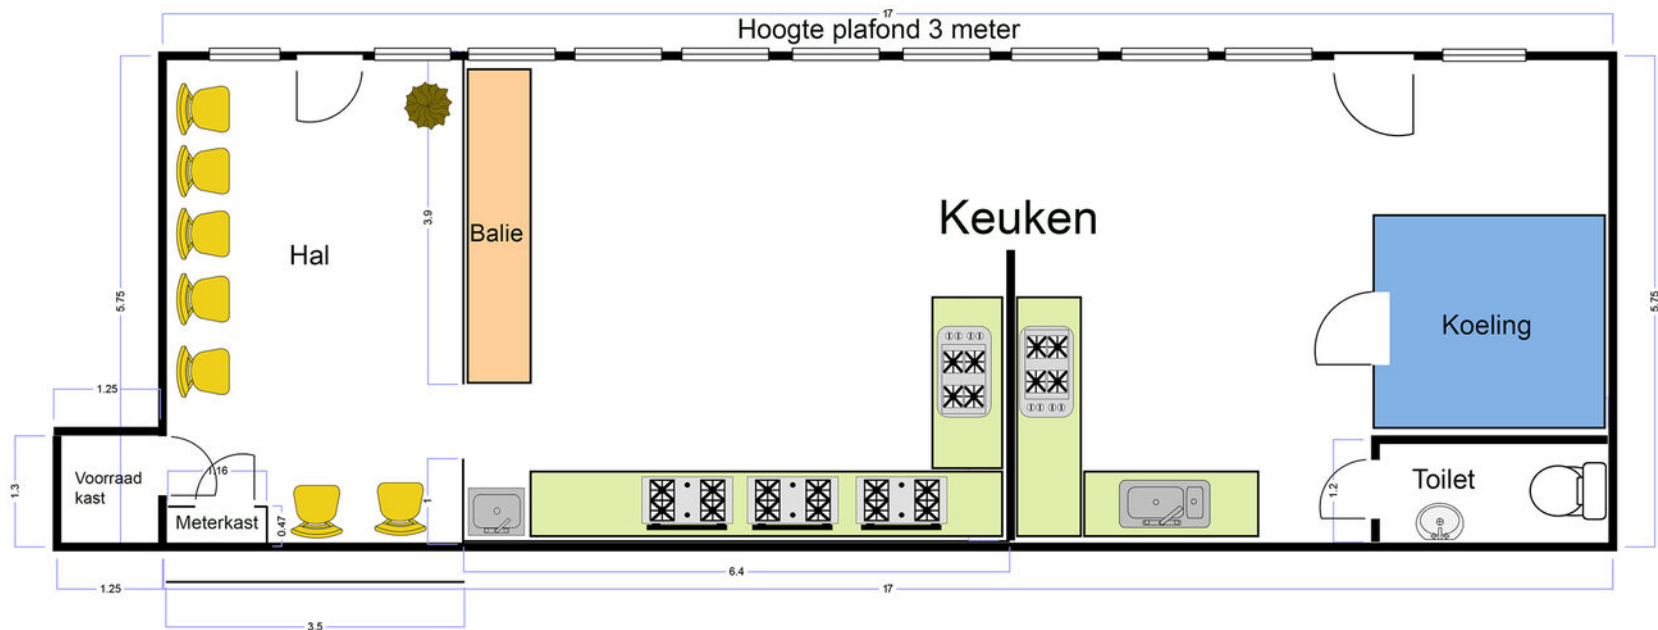 17
Hoogte plafond 3 meter
Keuken
3.9
Balie
Hal
5.75
5.75
Koeling
1.25
1.16
Voorraad
kast
1.3
Meterkast
0.47
1
1.2
Toilet
6.4
1.25
17
3.5